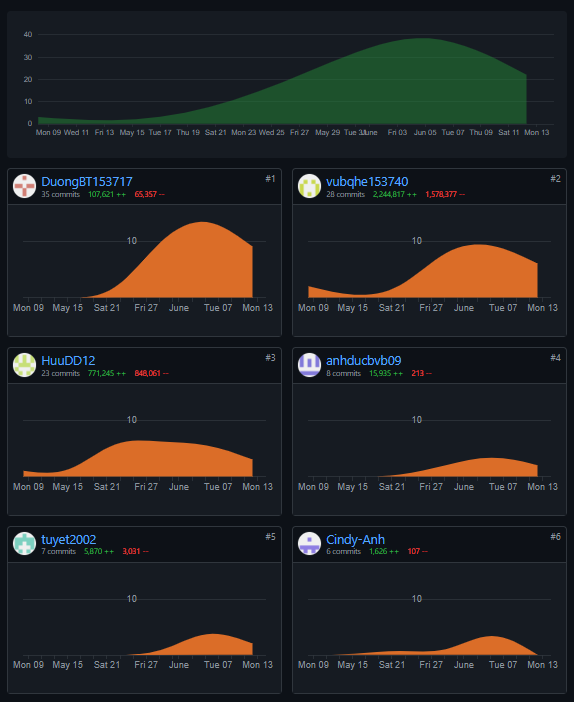 40
30
20
10
0
Mon 09 Wed 11 Fri 13 May 15 Tue 17 Thu 19 Sat 21 Mon 23 Wed 25 Fri 27 May 29 Tue 31 June Fri 03 Jun 05 Tue 07 Thu 09 Sat 11 Mon 13
DuongBT153717 #1
35 commits 107,621 ++ 65,357 --
10
Mon 09 May 15 Sat 21 Fri 27 June Tue 07 Mon 13
vubqhe153740 #2
28 commits 2,244,817 ++ 1,578,377 --
10
Mon 09 May 15 Sat 21 Fri 27 June Tue 07 Mon 13
HuuDD12 #3
23 commits 771,245 ++ 848,061 --
10
Mon 09 May 15 Sat 21 Fri 27 June Tue 07 Mon 13
anhducbvb09 #4
8 commits 15,935 ++ 213 --
10
Mon 09 May 15 Sat 21 Fri 27 June Tue 07 Mon 13
tuyet2002 #5
7 commits 5,870 ++ 3,031 --
10
Mon 09 May 15 Sat 21 Fri 27 June Tue 07 Mon 13
Cindy-Anh #6
6 commits 1,626 ++ 107 --
10
Mon 09 May 15 Sat 21 Fri 27 June Tue 07 Mon 13